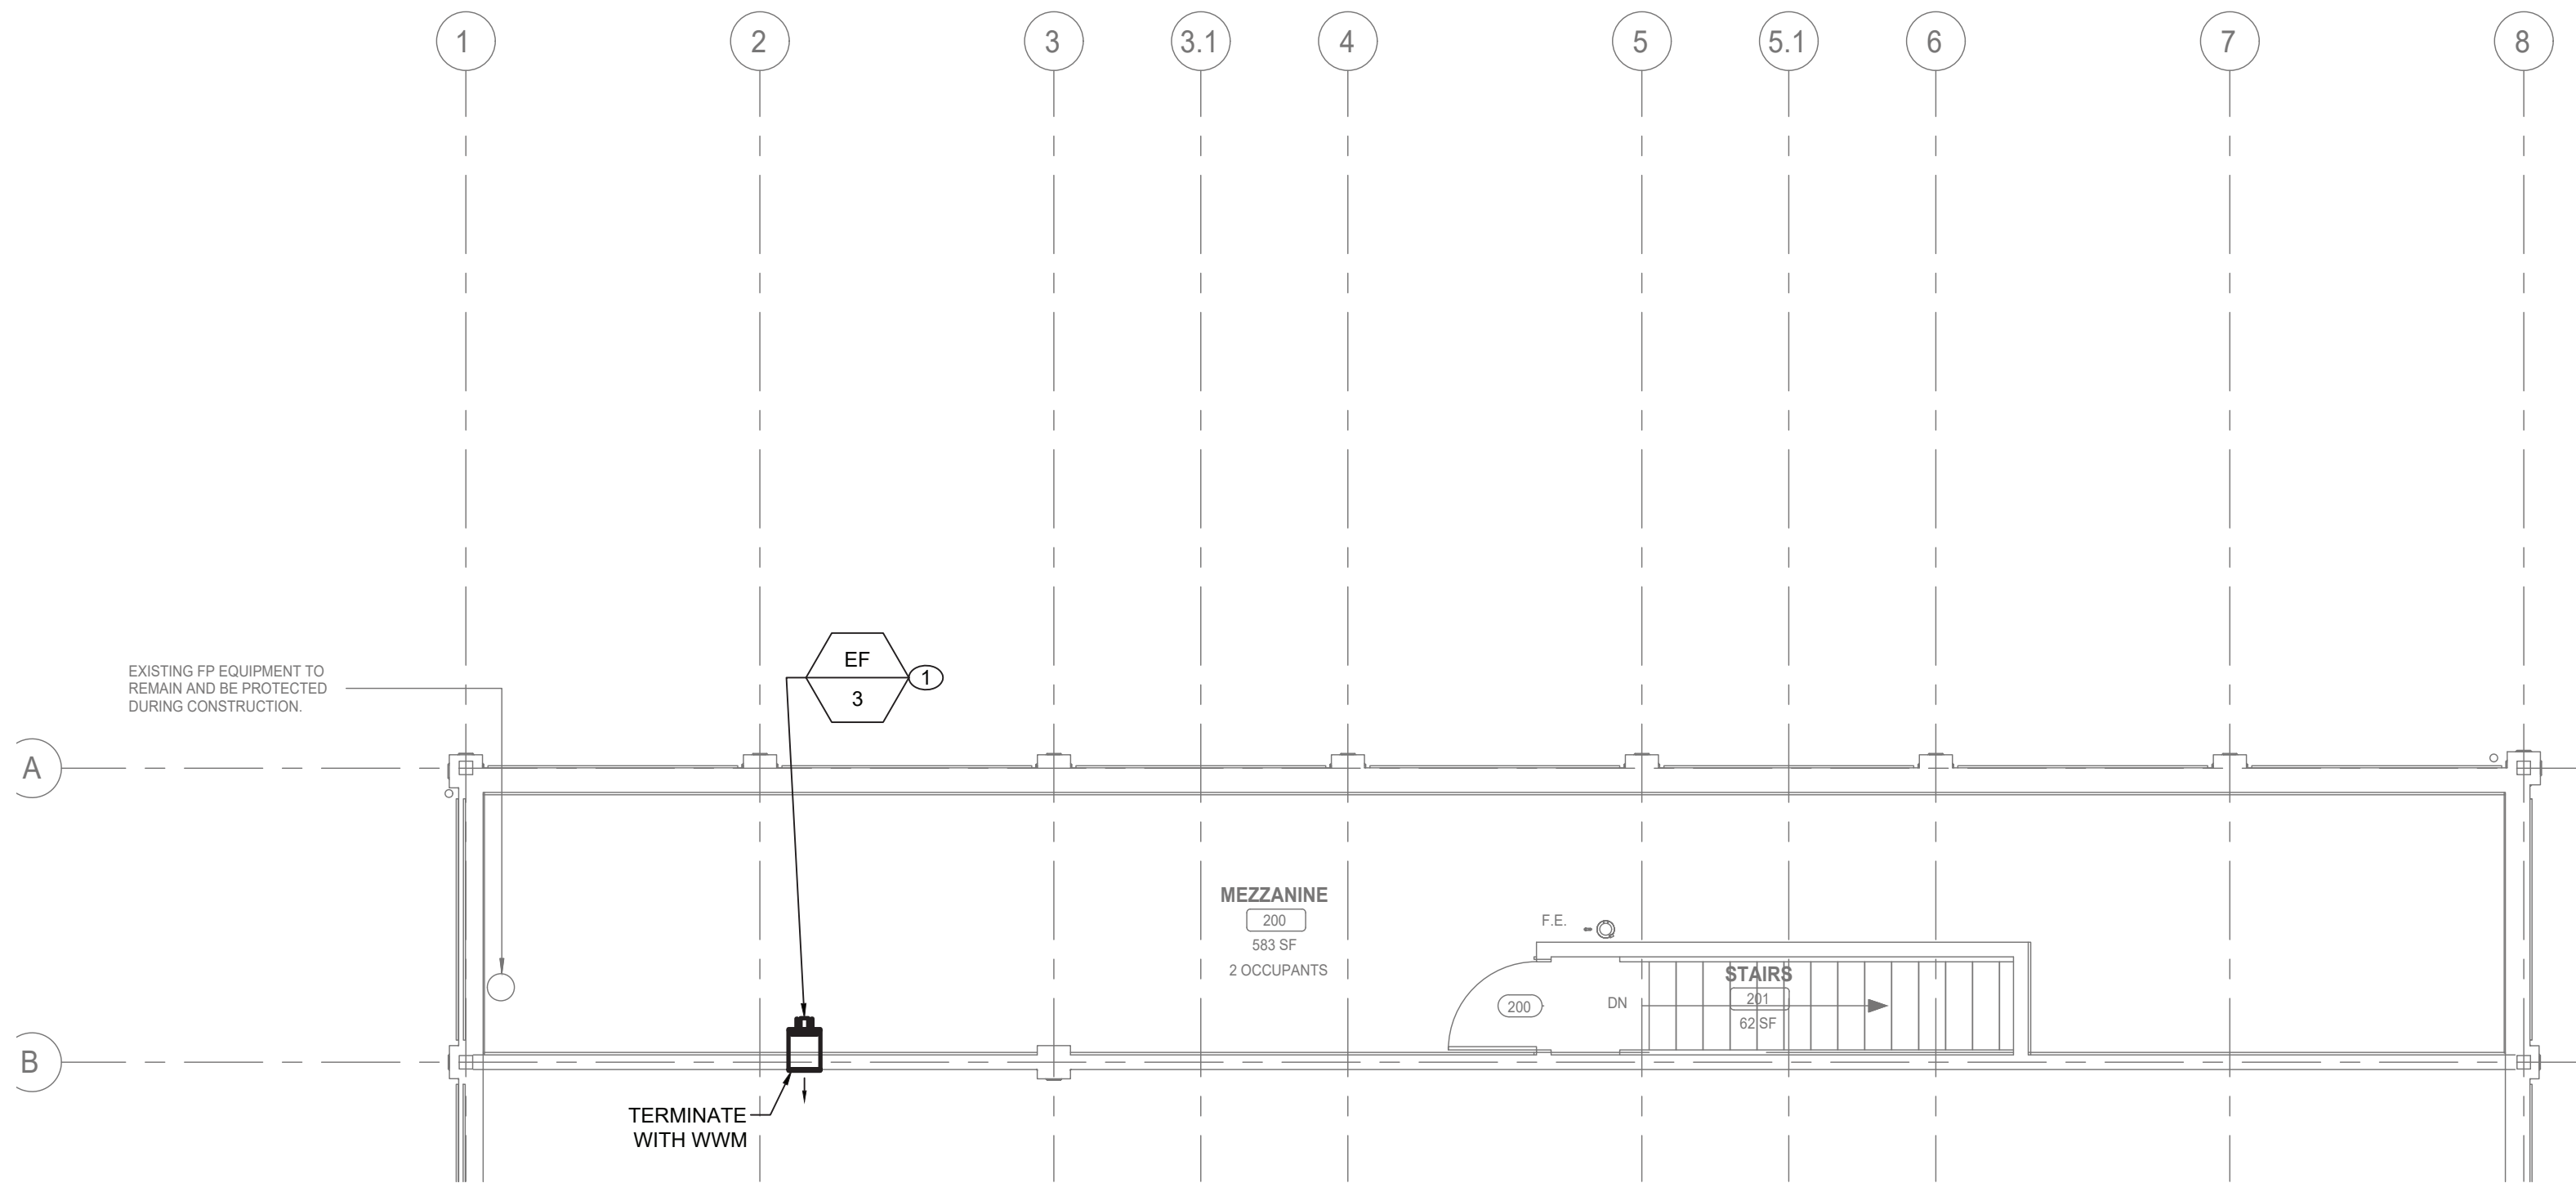 1
2
3
3.1
4
5
5.1
6
7
8
EF
3
1
EXISTING FP EQUIPMENT TO
REMAIN AND BE PROTECTED
DURING CONSTRUCTION.
A
MEZZANINE
200
583 SF
2 OCCUPANTS
F.E.
STAIRS
201
62 SF
DN
200
B
TERMINATE
WITH WWM